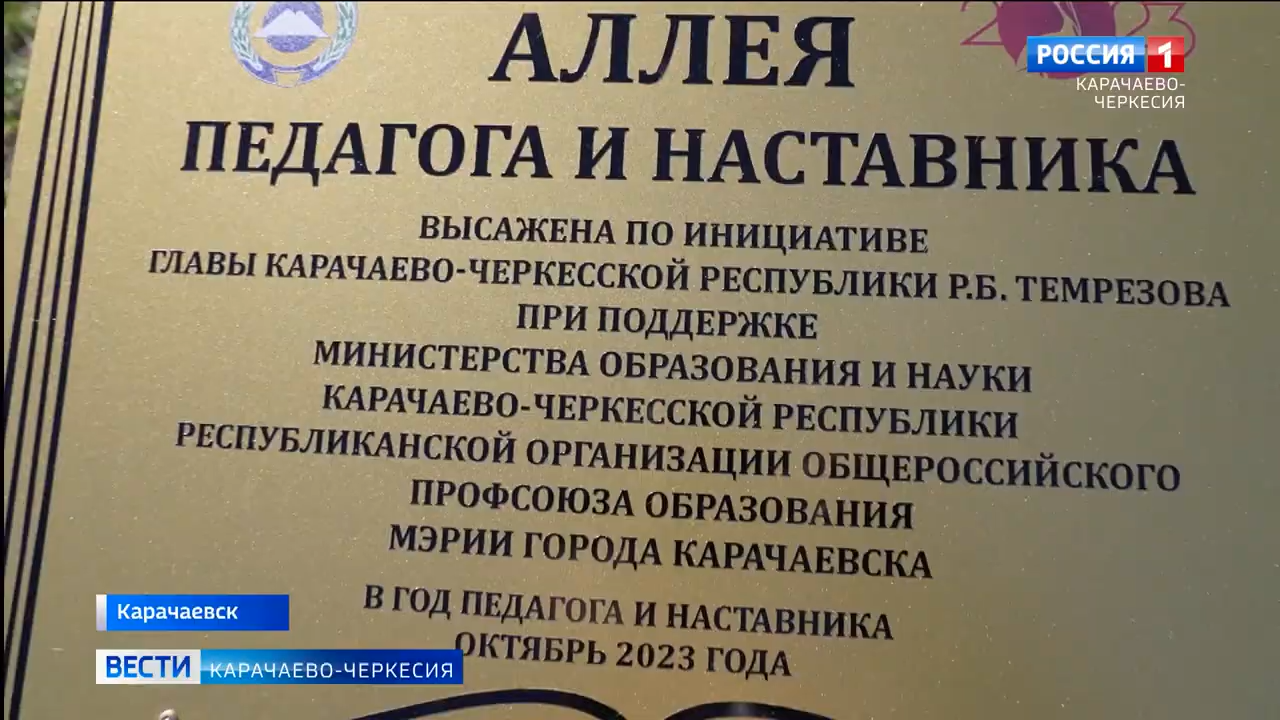 АЛЛЕЯ
ПЕДАГОГА И НАСТАВНИКА
ВЫСАЖЕНА ПО ИНИЦИАТИВЕ
ГЛАВЫ КАРАЧАЕВО-ЧЕРКЕССКОЙ РЕСПУБЛИКИ Р.Б. ТЕМРЕЗОВА
ПРИ ПОДДЕРЖКЕ
МИНИСТЕРСТВА ОБРАЗОВАНИЯ И НАУКИ
КАРАЧАЕВО-ЧЕРКЕССКОЙ РЕСПУБЛИКИ
РЕСПУБЛИКАНСКОЙ ОРГАНИЗАЦИИ ОБЩЕРОССИЙСКОГО
ПРОФСОЮЗА ОБРАЗОВАНИЯ
МЭРИИ ГОРОДА КАРАЧАЕВСКА
В ГОД ПЕДАГОГА И НАСТАВНИКА
ОКТЯБРЬ 2023 ГОДА
РОССИЯ 1
КАРАЧАЕВО-
ЧЕРКЕСИЯ
Карачаевск
ВЕСТИ КАРАЧАЕВО-ЧЕРКЕСИЯ